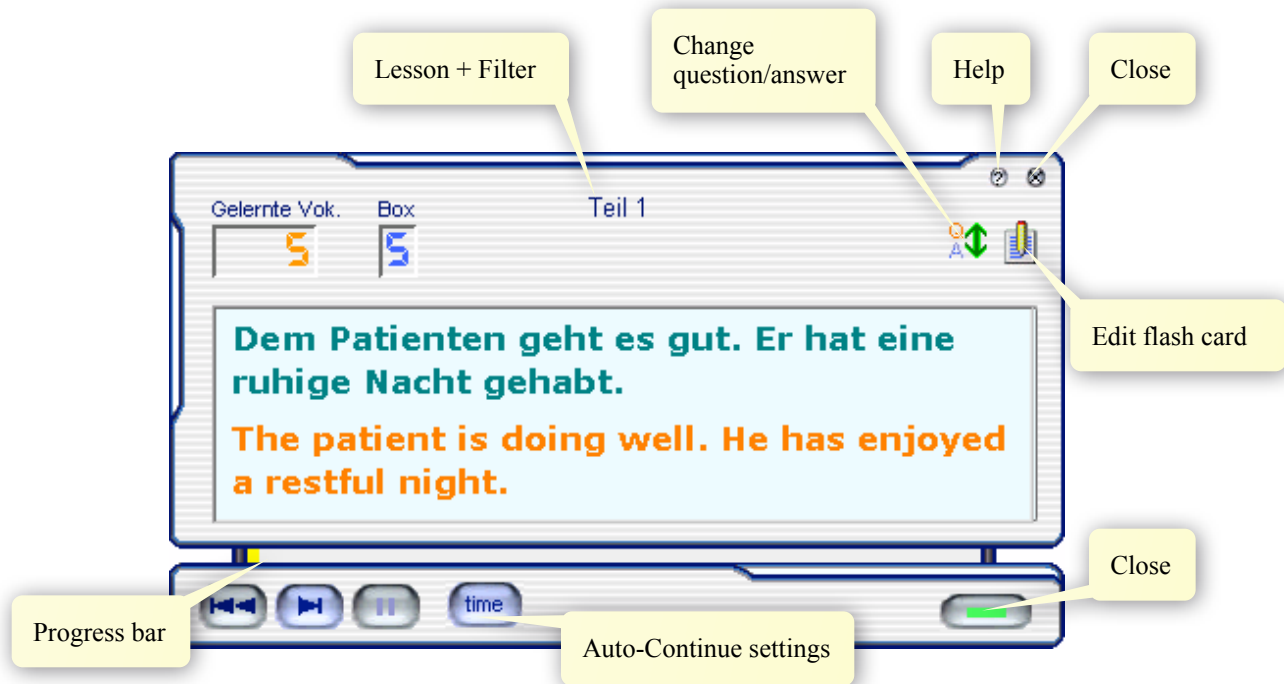 Lesson + Filter
Change
question/answer
Help
Close
?
Gelernte Vok.
Box
Teil 1
5
5
Q
A
Edit flash card
Dem Patienten geht es gut. Er hat eine
ruhige Nacht gehabt.
The patient is doing well. He has enjoyed
a restful night.
Close
time
Progress bar
Auto-Continue settings